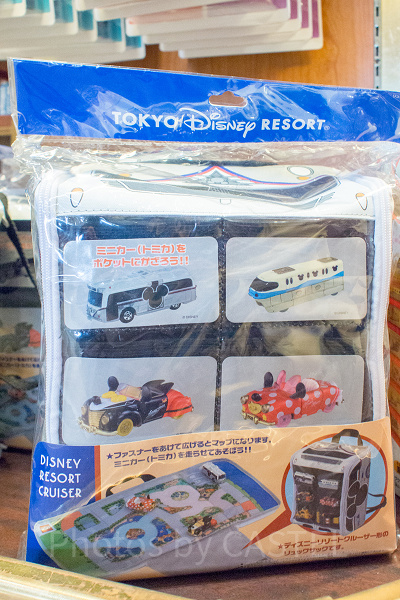 TOKYO Disney RESORT
ミニカー(トミカ)を
ポケットにかざろう!!
DISNEY
RESORT
CRUISER
★ファスナーをあけて広げるとマップになります。
ミニカー(トミカ)を走らせてあそぼう!!
★ディズニーリゾートクルーザー形の
リュックサックです。
Photos by CAS